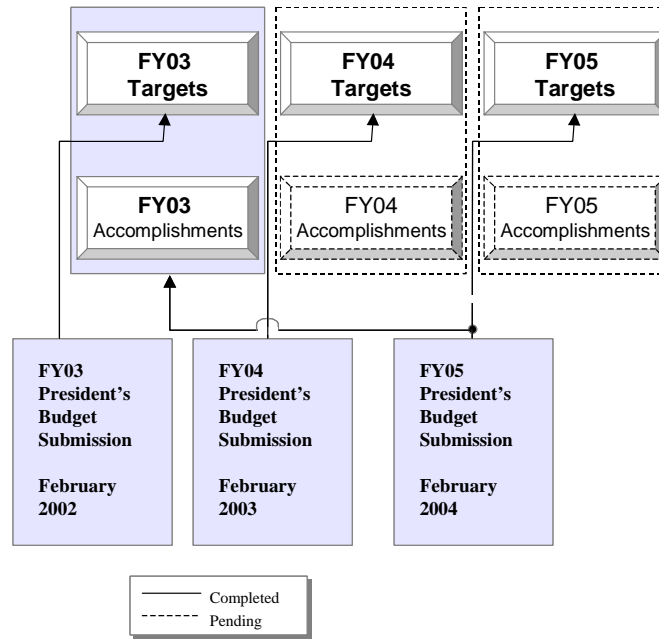 FY03
Targets
FY04
Targets
FY05
Targets
FY03
Accomplishments
FY04
Accomplishments
FY05
Accomplishments
FY03
President’s
Budget
Submission
February
2002
FY04
President’s
Budget
Submission
February
2003
FY05
President’s
Budget
Submission
February
2004
Completed
Pending